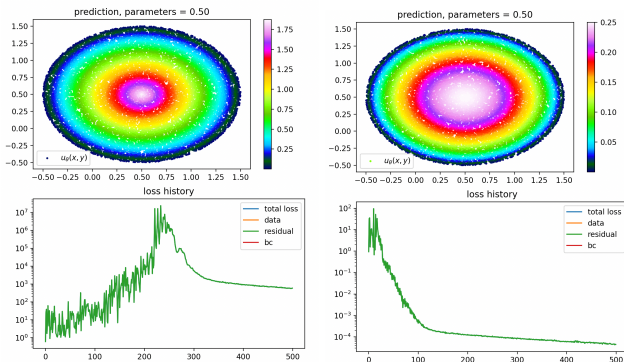 prediction, parameters = 0.50
1.50
1.25
1.00
0.75
0.50
0.25
0.00
−0.25
−0.50
−0.50 −0.25 0.00 0.25 0.50 0.75 1.00 1.25 1.50
u_θ(x, y)
1.75
1.50
1.25
1.00
0.75
0.50
0.25
prediction, parameters = 0.50
1.50
1.25
1.00
0.75
0.50
0.25
0.00
−0.25
−0.50
−0.50 −0.25 0.00 0.25 0.50 0.75 1.00 1.25 1.50
u_θ(x, y)
0.25
0.20
0.15
0.10
0.05
loss history
10⁷
10⁶
10⁵
10⁴
10³
10²
10¹
10⁰
0 100 200 300 400 500
total loss
data
residual
bc
loss history
10²
10¹
10⁰
10⁻¹
10⁻²
10⁻³
10⁻⁴
0 100 200 300 400 500
total loss
data
residual
bc